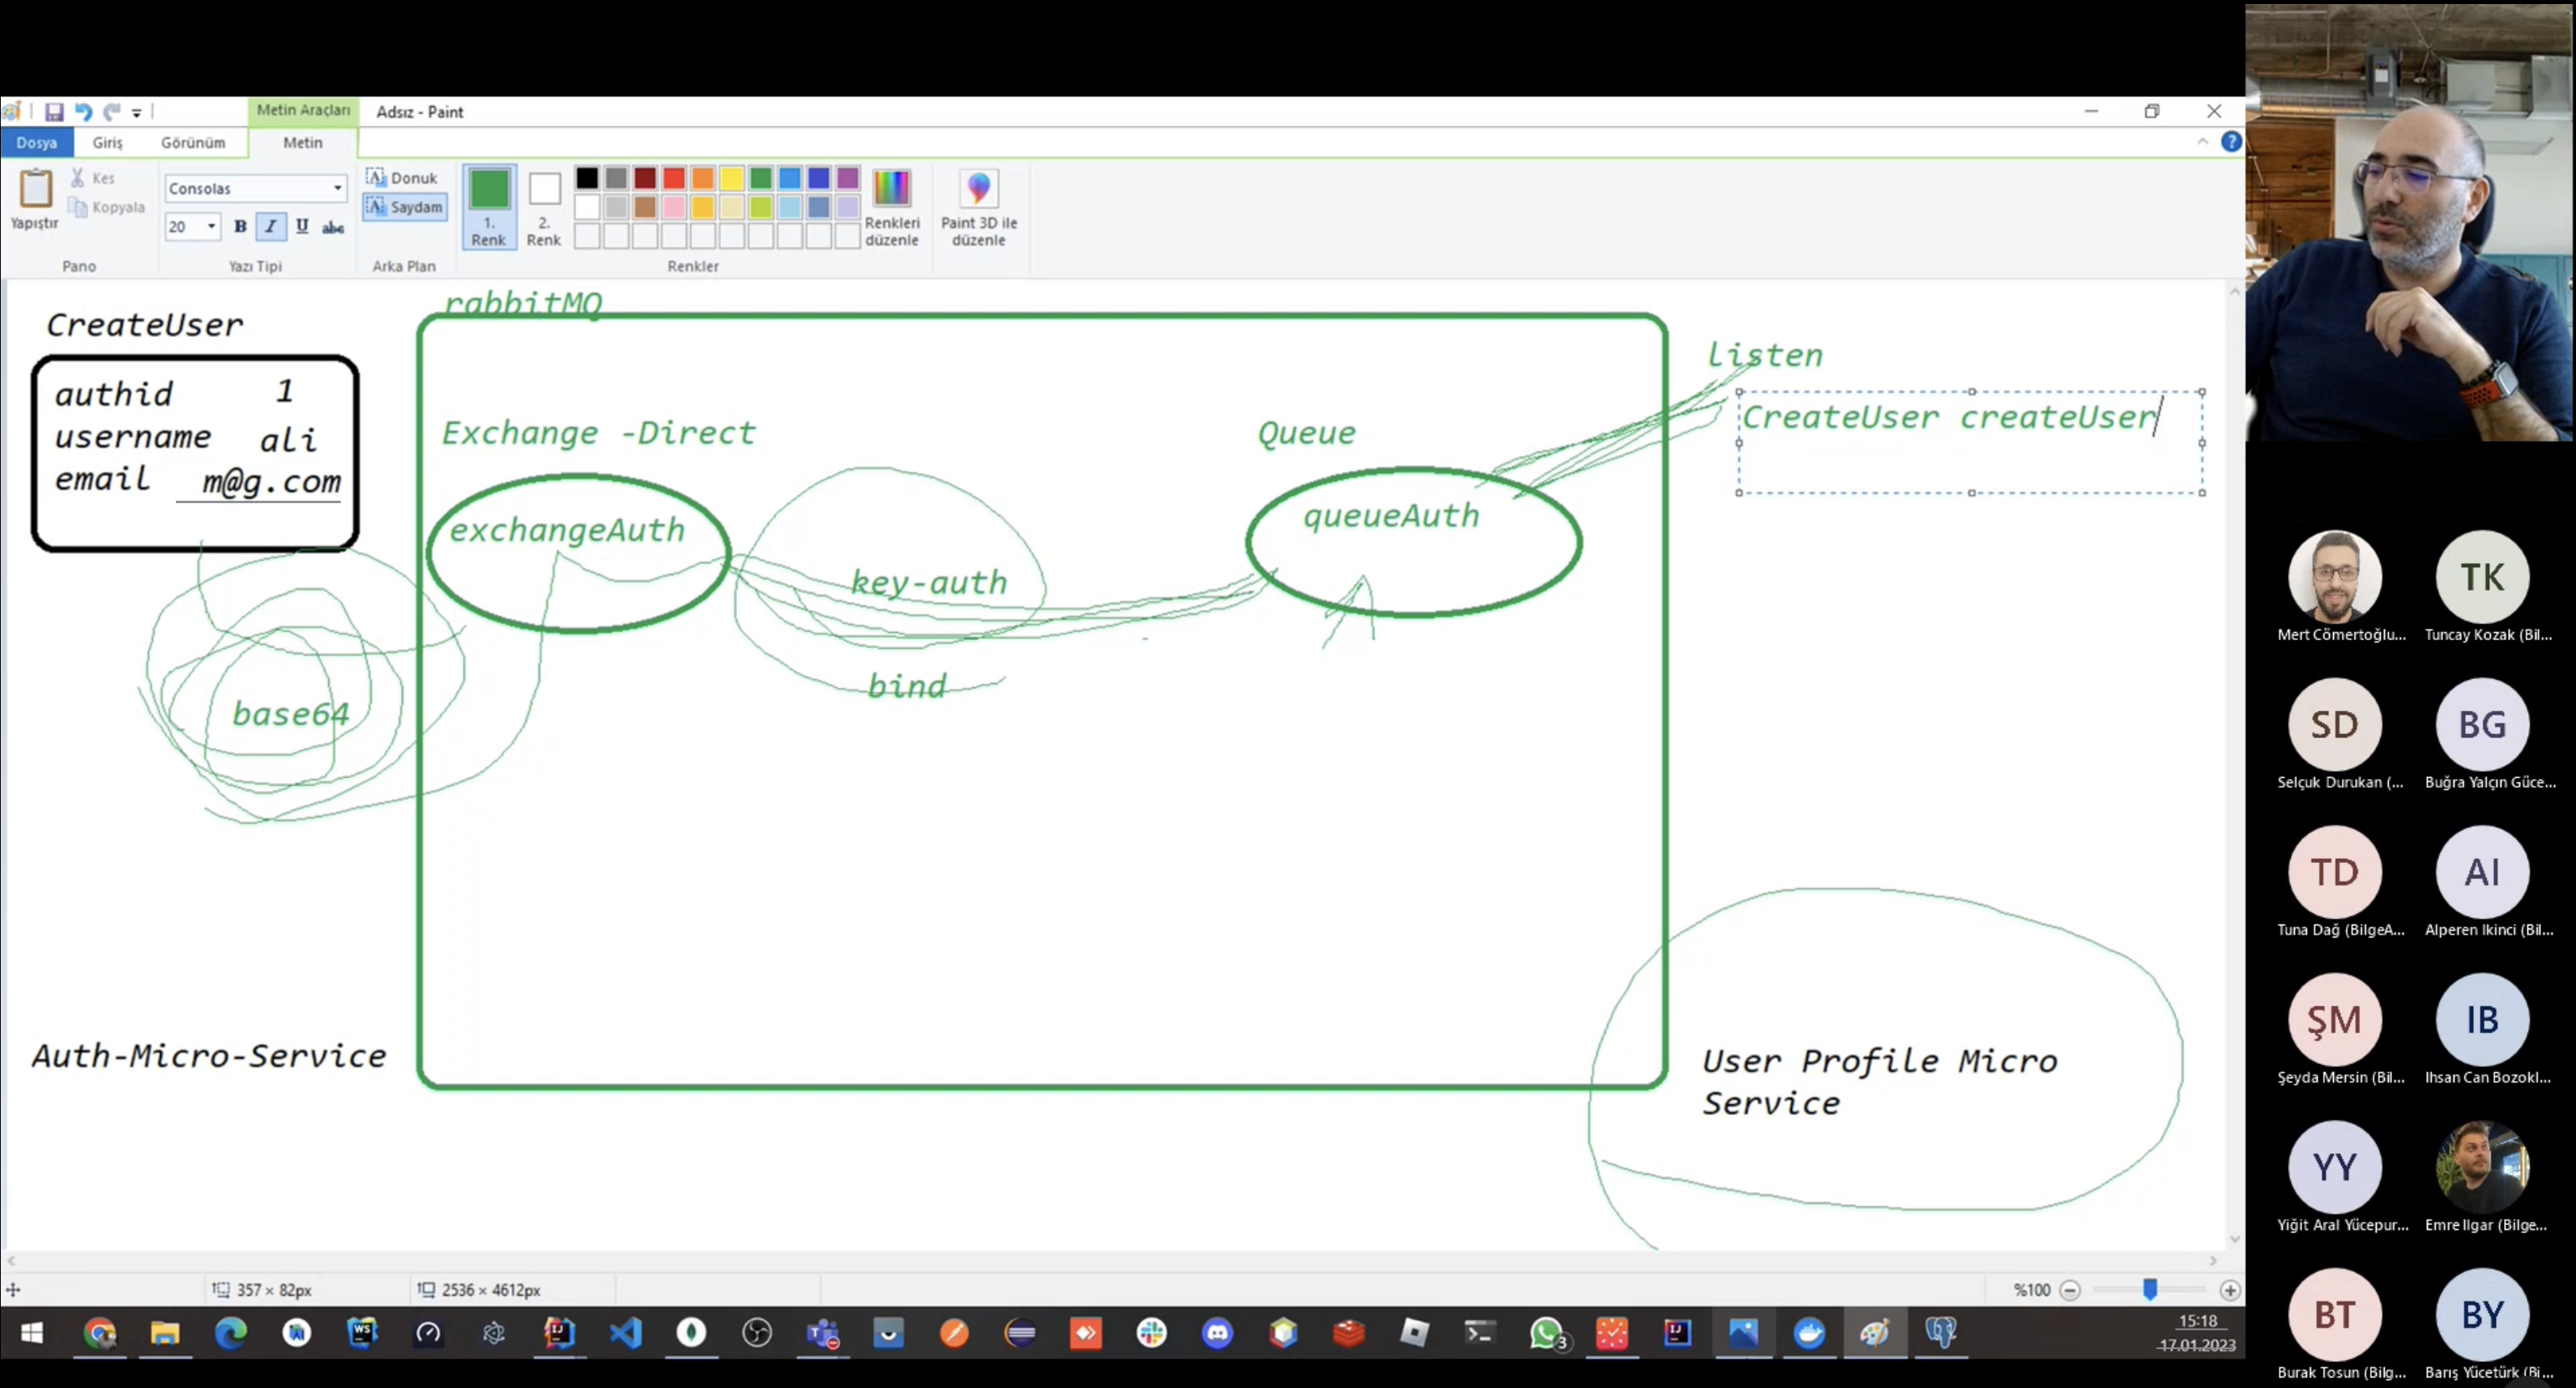 Metin Araçları
Adsız - Paint
Dosya
Giriş
Görünüm
Metin
Yapıştır
Kes
Kopyala
Pano
Consolas
20
B
I
U
abc
Yazı Tipi
Donuk
Saydam
Arka Plan
1.
Renk
2.
Renk
Renkler
Renkleri
düzenle
Paint 3D ile
düzenle
CreateUser
authid 1
username ali
email m@g.com
rabbitMQ
Exchange -Direct
exchangeAuth
key-auth
bind
Queue
queueAuth
listen
CreateUser createUser
base64
Auth-Micro-Service
User Profile Micro
Service
357 × 82px
2536 × 4612px
%100
15:18
17.01.2023
3
Mert Cömertoğlu...
TK
Tuncay Kozak (Bil...
SD
Selçuk Durukan (...
BG
Buğra Yalçın Güce...
TD
Tuna Dağ (BilgeA...
AI
Alperen Ikinci (Bil...
ŞM
Şeyda Mersin (Bil...
IB
Ihsan Can Bozokl...
YY
Yiğit Aral Yücepur...
Emre Ilgar (Bilge...
BT
Burak Tosun (Bilg...
BY
Barış Yücetürk (Bi...